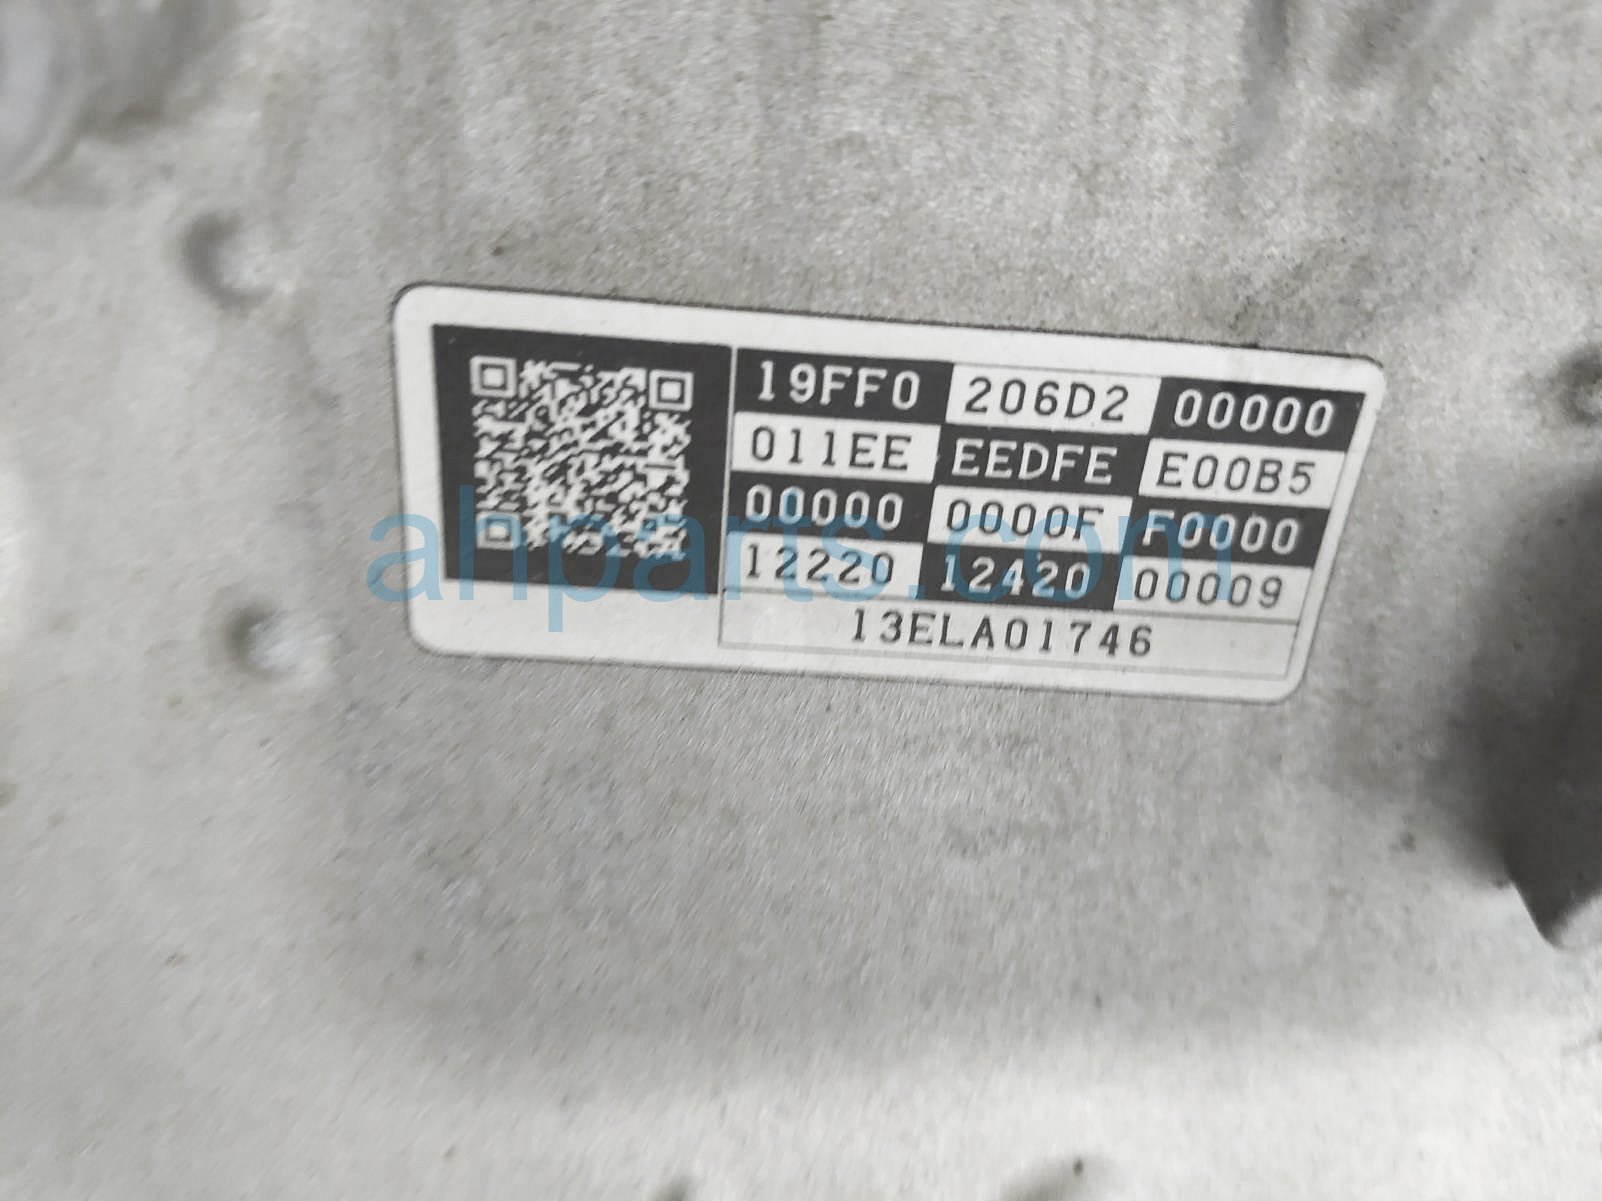 19FF0 206D2 00000
011EE EEDFE E00B5
00000 0000F F0000
12220 12420 00009
13ELA01746
ahparts.com